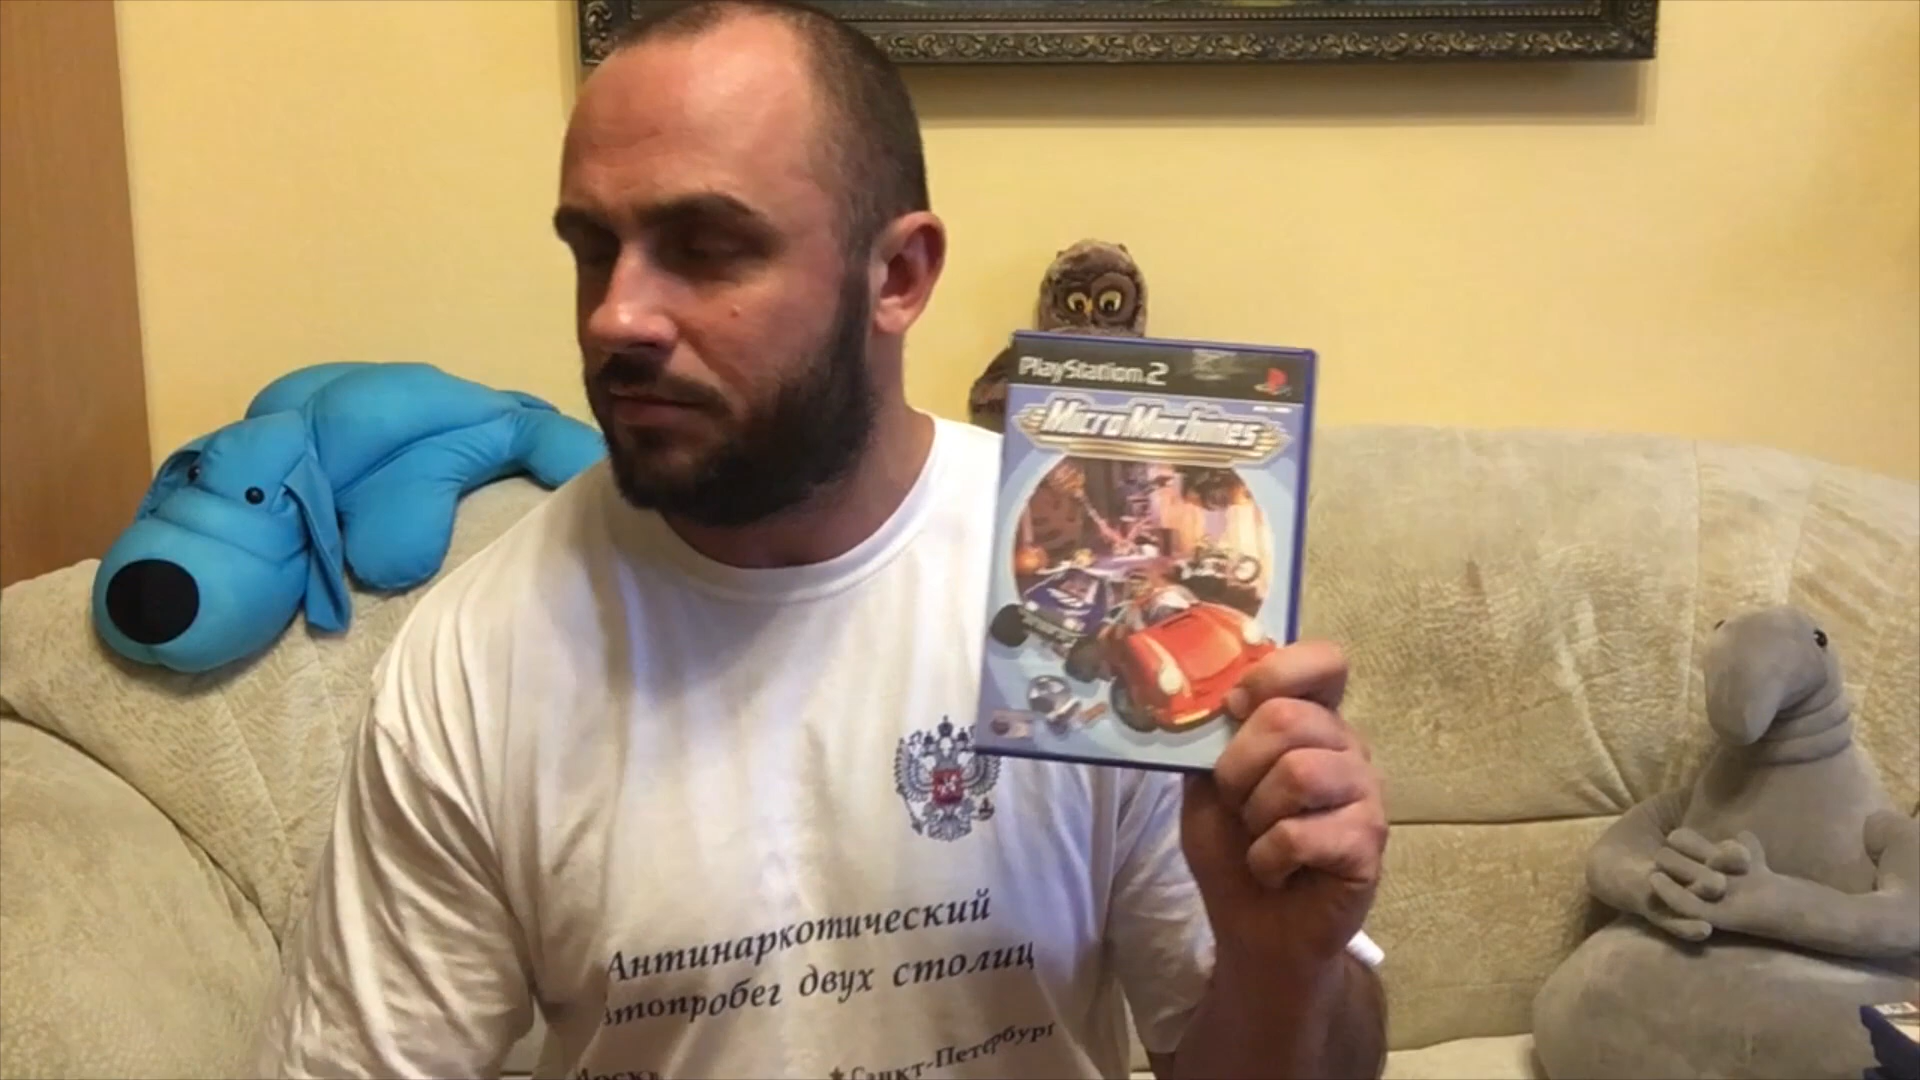 PlayStation 2
Micro Machines
Антинаркотический
втопробег двух столиц
Санкт-Петербург